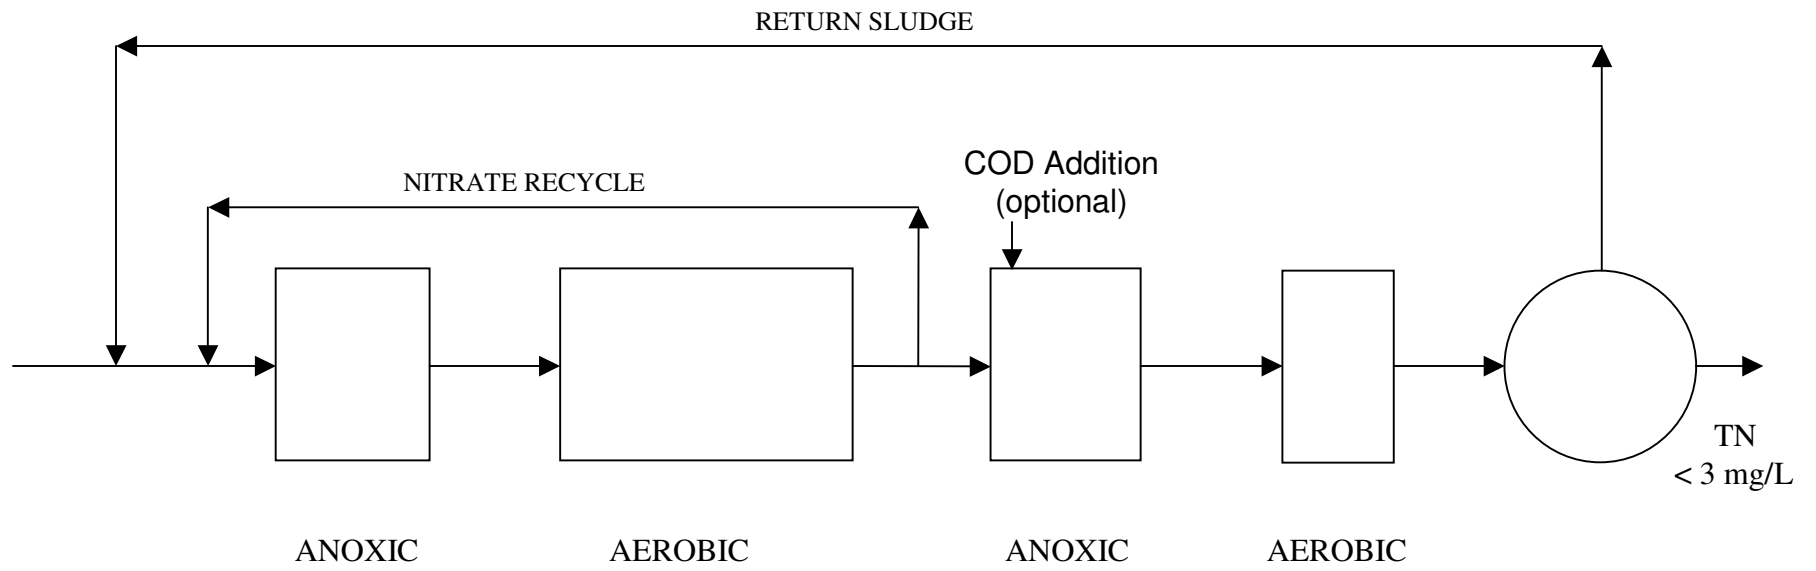 RETURN SLUDGE
COD Addition
(optional)
NITRATE RECYCLE
TN
< 3 mg/L
ANOXIC
AEROBIC
ANOXIC
AEROBIC